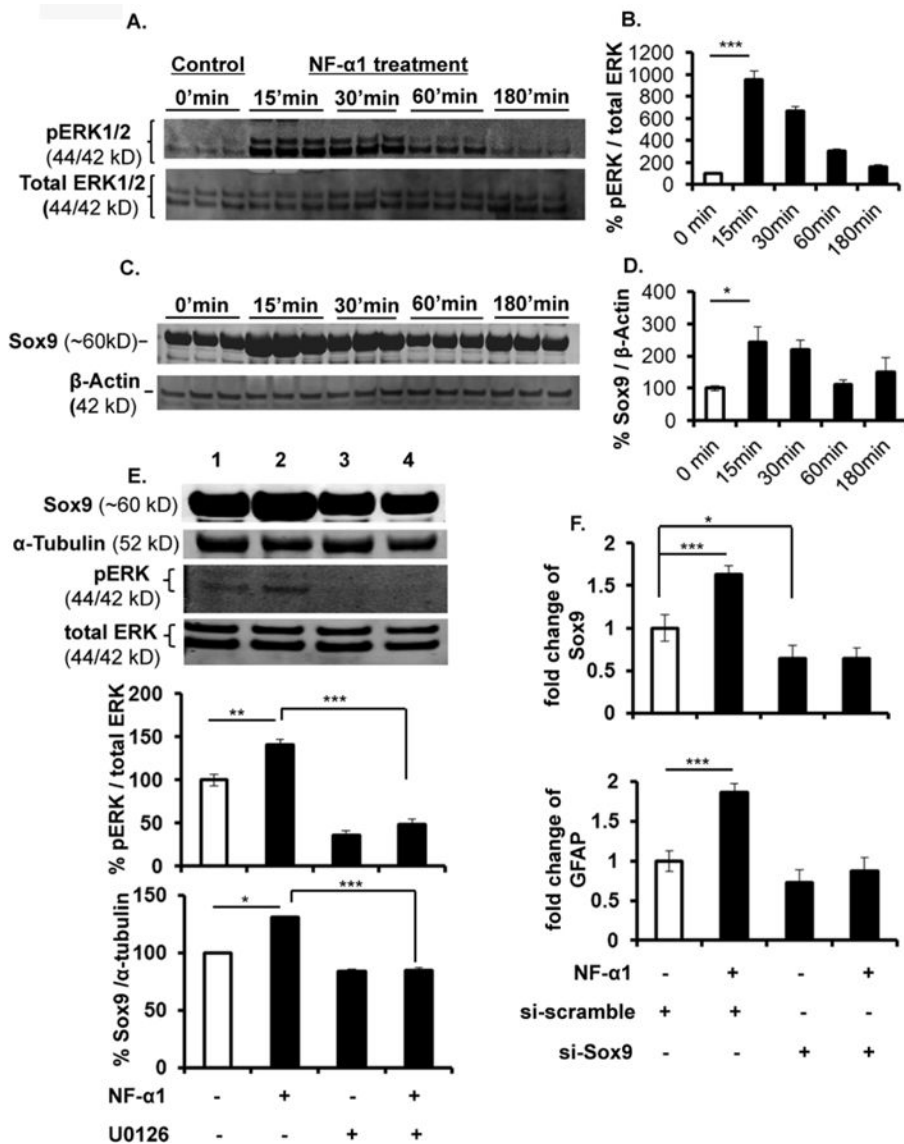 A.
Control NF-α1 treatment
0'min 15'min 30'min 60'min 180'min
pERK1/2
(44/42 kD)
Total ERK1/2
(44/42 kD)
B.
% pERK / total ERK
1200
1000
800
600
400
200
0
***
0 min 15min 30min 60min 180min
C.
0'min 15'min 30'min 60'min 180'min
Sox9 (~60kD)
β-Actin
(42 kD)
D.
% Sox9 / β-Actin
400
300
200
100
0
*
0 min 15min 30min 60min 180min
E.
1 2 3 4
Sox9 (~60 kD)
α-Tubulin (52 kD)
pERK
(44/42 kD)
total ERK
(44/42 kD)
% pERK / total ERK
200
150
100
50
0
** ***
% Sox9 /α-tubulin
150
100
50
0
* ***
NF-α1 - + - +
U0126 - - + +
F.
fold change of
Sox9
2
1.5
1
0.5
0
*
***
fold change of
GFAP
2
1.5
1
0.5
0
***
NF-α1 - + - +
si-scramble + + - -
si-Sox9 - - + +